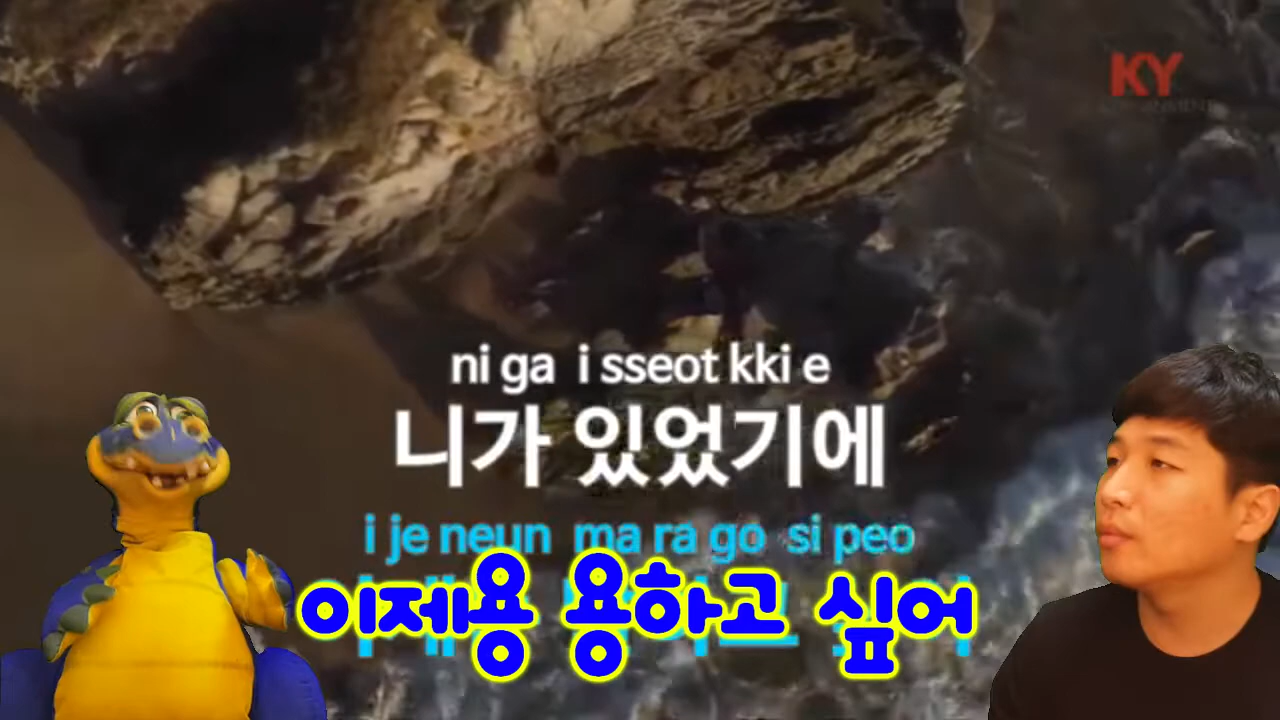 KY
ni ga i sseot kki e
니가 있었기에
i je neun ma ra go si peo
이제용 용하고 싶어